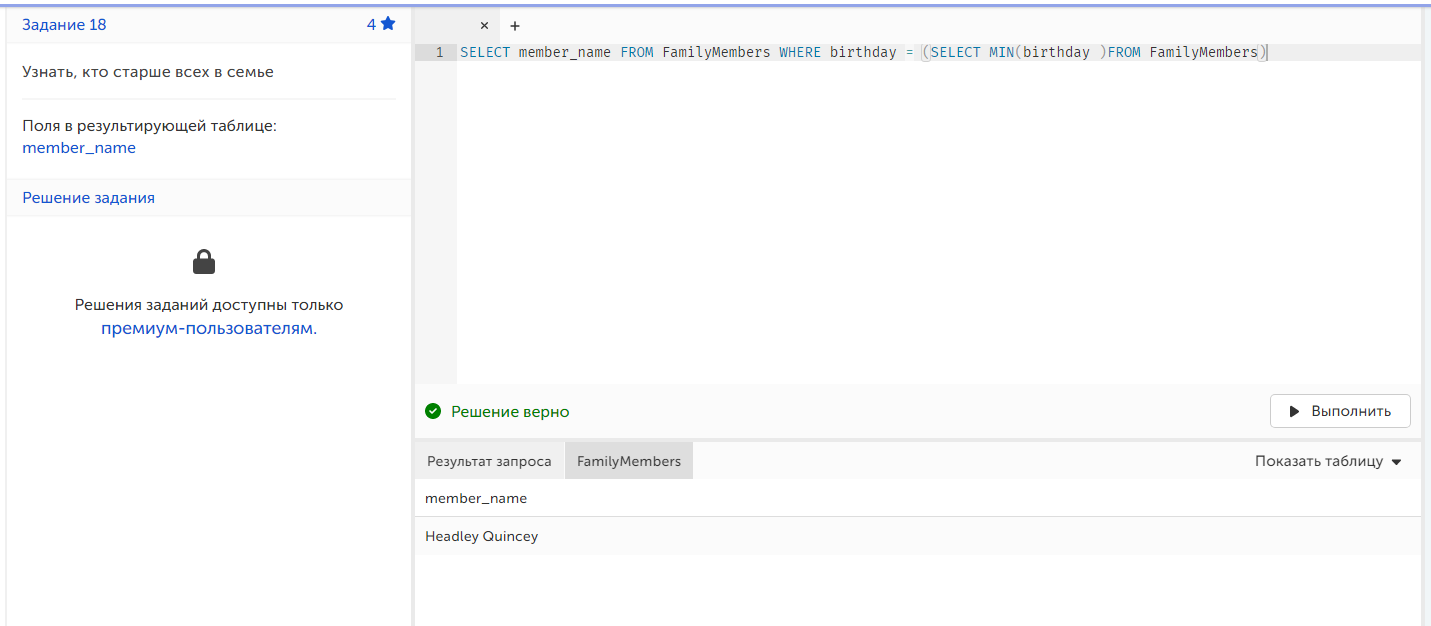 Задание 18
4
Узнать, кто старше всех в семье
Поля в результирующей таблице:
member_name
Решение задания
Решения заданий доступны только
премиум-пользователям.
× +
1 SELECT member_name FROM FamilyMembers WHERE birthday = (SELECT MIN(birthday )FROM FamilyMembers)
Решение верно
Выполнить
Результат запроса FamilyMembers Показать таблицу
member_name
Headley Quincey